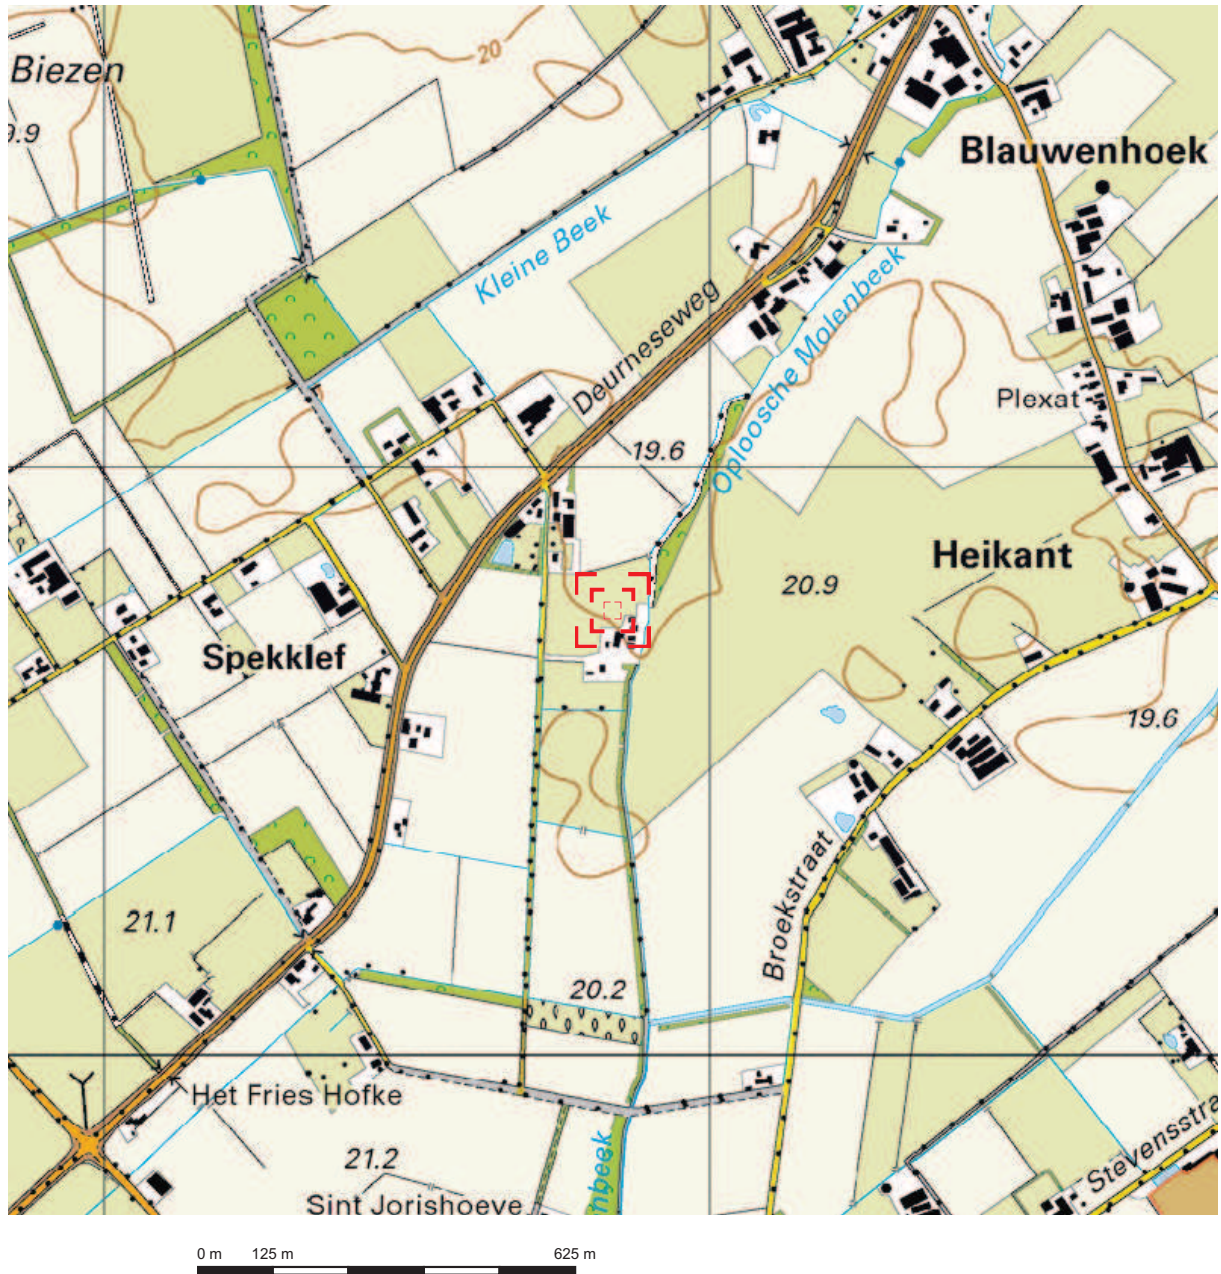 20
Biezen
9.9
Blauwenhoek
Kleine Beek
Deurneseweg
Oploosche Molenbeek
Plexat
19.6
Heikant
20.9
Spekklef
19.6
Broekstraat
21.1
20.2
Het Fries Hofke
21.2
Stevensstra
Sint Jorishoeve
nbeek
0 m 125 m 625 m